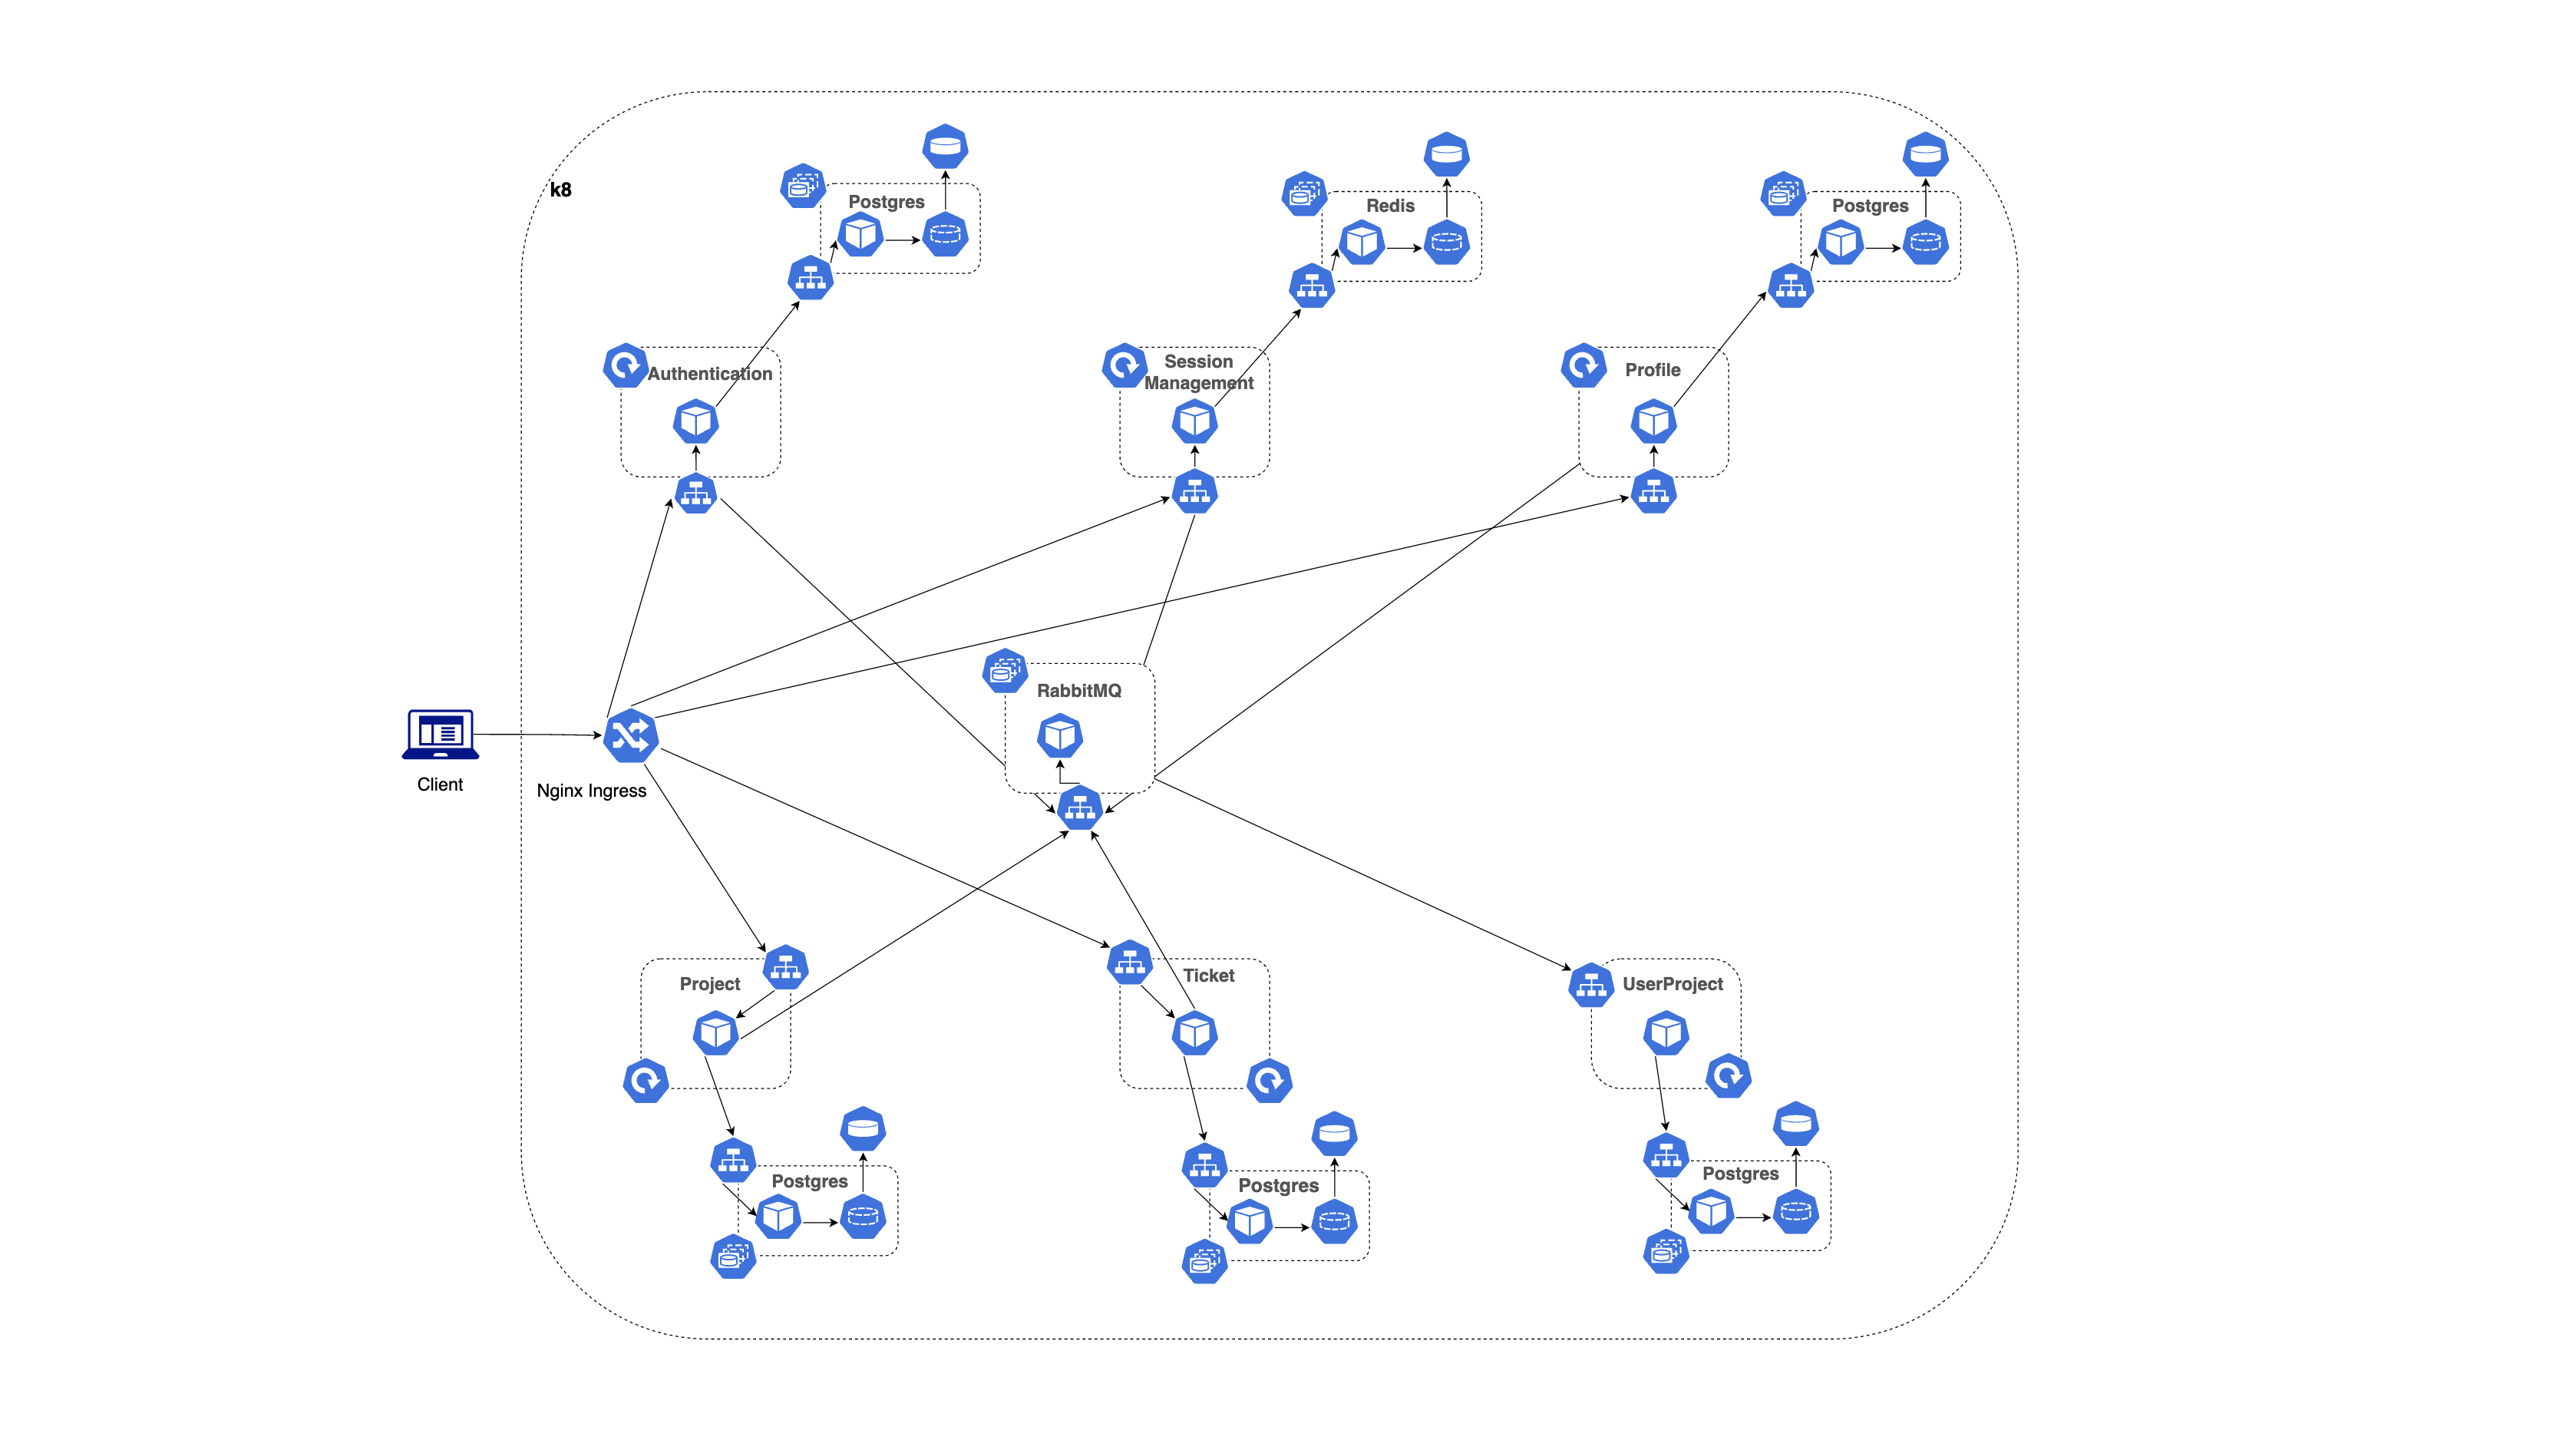 k8
Postgres
Redis
Postgres
Authentication
Session
Management
Profile
RabbitMQ
Client
Nginx Ingress
Project
Ticket
UserProject
Postgres
Postgres
Postgres